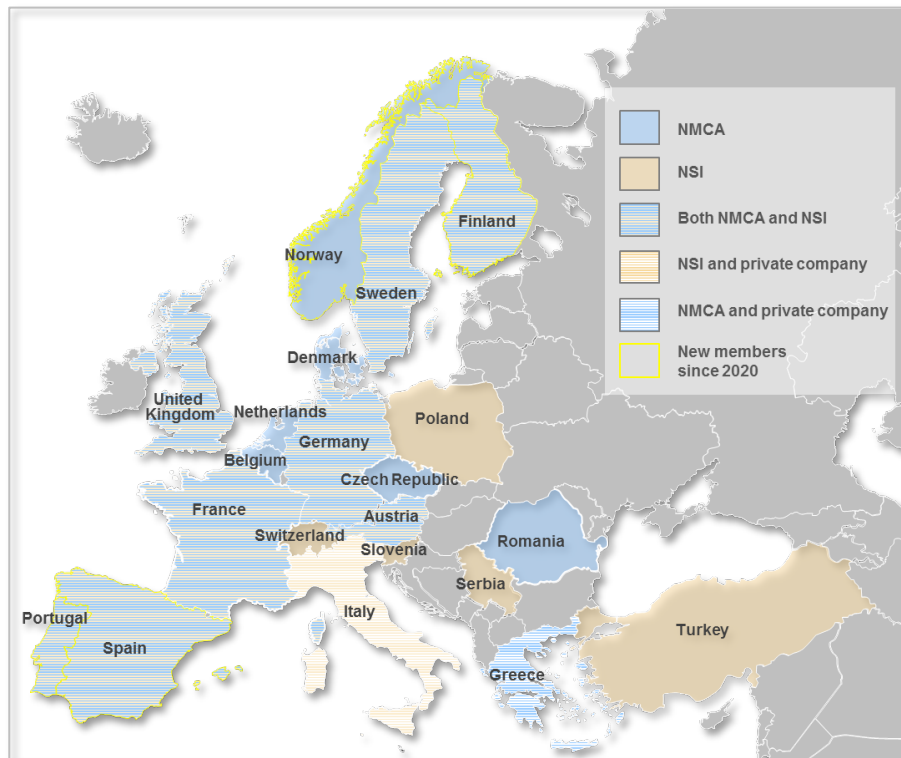 NMCA
NSI
Both NMCA and NSI
NSI and private company
NMCA and private company
New members
since 2020
Finland
Norway
Sweden
Denmark
United
Kingdom
Netherlands
Poland
Germany
Belgium
Czech Republic
France
Austria
Switzerland
Romania
Slovenia
Serbia
Italy
Portugal
Turkey
Spain
Greece